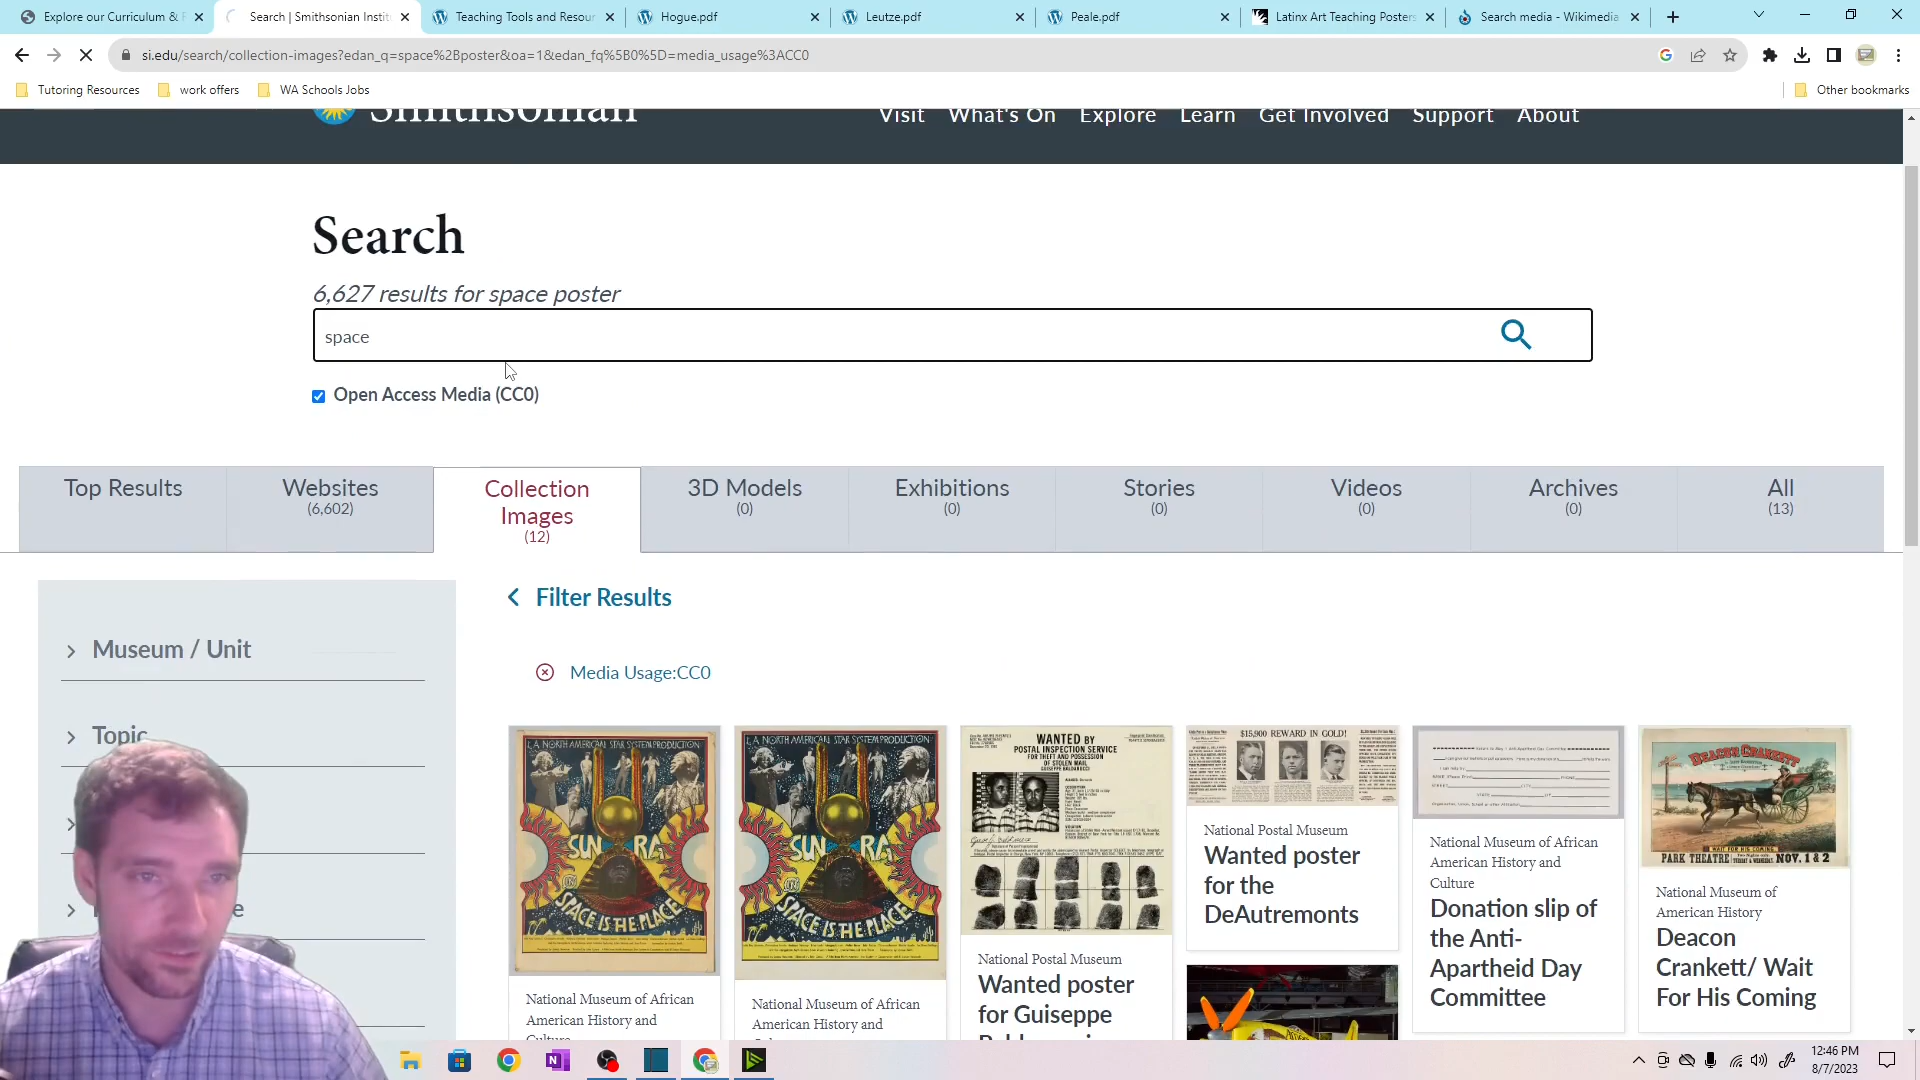 Explore our Curriculum & F
Search | Smithsonian Instit
Teaching Tools and Resour
Hogue.pdf
Leutze.pdf
Peale.pdf
Latinx Art Teaching Posters
Search media - Wikimedia
si.edu/search/collection-images?edan_q=space%2Bposter&oa=1&edan_fq%5B0%5D=media_usage%3ACC0
Tutoring Resources
work offers
WA Schools Jobs
Other bookmarks
Smithsonian
Visit
What's On
Explore
Learn
Get Involved
Support
About
Search
6,627 results for space poster
space
Open Access Media (CC0)
Top Results
Websites
(6,602)
Collection
Images
(12)
3D Models
(0)
Exhibitions
(0)
Stories
(0)
Videos
(0)
Archives
(0)
All
(13)
Museum / Unit
Topic
Filter Results
Media Usage:CC0
L.A. NORTH AMERICAN STAR SYSTEM PRODUCTION
SUN RA
SPACE IS THE PLACE
National Museum of African
American History and
Culture
L.A. NORTH AMERICAN STAR SYSTEM PRODUCTION
SUN RA
SPACE IS THE PLACE
National Museum of African
American History and
WANTED BY
POSTAL INSPECTION SERVICE
FOR THEFT AND POSSESSION
OF STOLEN MAIL
GUISEPPE BALDARUCCI
National Postal Museum
Wanted poster
for Guiseppe
$15,900 REWARD IN GOLD!
National Postal Museum
Wanted poster
for the
DeAutremonts
National Museum of African
American History and
Culture
Donation slip of
the Anti-
Apartheid Day
Committee
DEACON CRANKETT
WAIT FOR HIS COMING
PARK THEATRE
NOV. 1 & 2
National Museum of
American History
Deacon
Crankett/ Wait
For His Coming
12:46 PM
8/7/2023